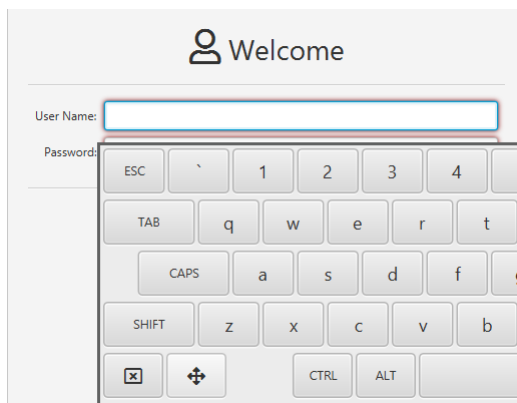 Welcome
User Name:
Password:
ESC ` 1 2 3 4
TAB q w e r t
CAPS a s d f
SHIFT z x c v b
CTRL ALT